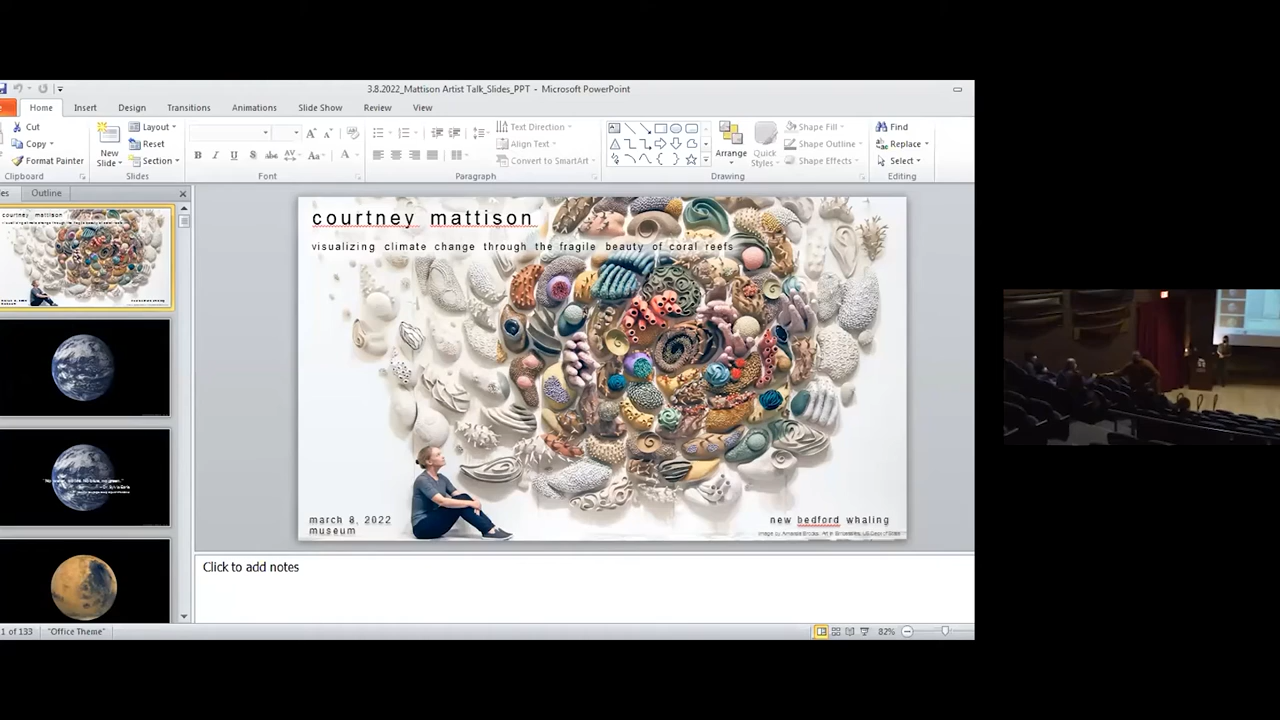 3.8.2022_Mattison Artist Talk_Slides_PPT - Microsoft PowerPoint
Home Insert Design Transitions Animations Slide Show Review View
Cut
Copy
Format Painter
Clipboard
New Slide
Layout
Reset
Section
Slides
B I U S abc AV Aa A
Font
Text Direction
Align Text
Convert to SmartArt
Paragraph
Arrange
Quick Styles
Shape Fill
Shape Outline
Shape Effects
Drawing
Find
Replace
Select
Editing
Outline
courtney mattison
visualizing climate change through the fragile beauty of coral reefs
march 8, 2022
museum
new bedford whaling
Click to add notes
1 of 133 "Office Theme" 82%